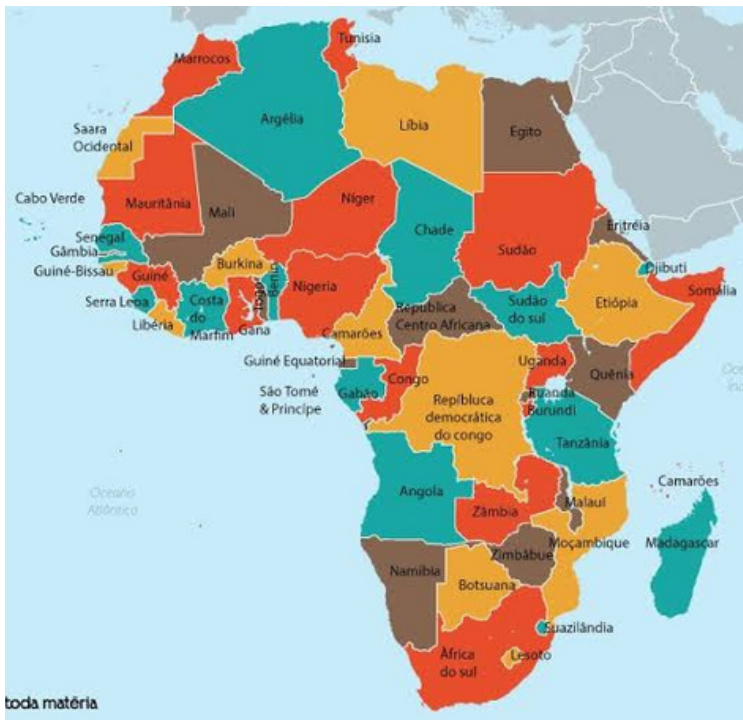 Tunisia
Marrocos
Argélia
Líbia
Egito
Saara
Ocidental
Cabo Verde
Mauritânia
Mali
Níger
Chade
Sudão
Eritréia
Senegal
Gâmbia
Guiné-Bissau
Guiné
Burkina
Togo
Benin
Nigeria
Djibuti
Somália
Serra Leoa
Costa
do
Marfim
Libéria
Gana
Camarões
República
Centro Africana
Sudão
do sul
Etiópia
Guiné Equatorial
São Tomé
& Príncipe
Gabão
Congo
Repíbluca
democrática
do congo
Uganda
Quênia
Ruanda
Burundi
Tanzânia
Oceano
Atlântico
Angola
Zâmbia
Malauí
Camarões
Moçambique
Madagascar
Zimbábue
Namíbia
Botsuana
Suazilândia
África
do sul
Lesoto
toda matéria